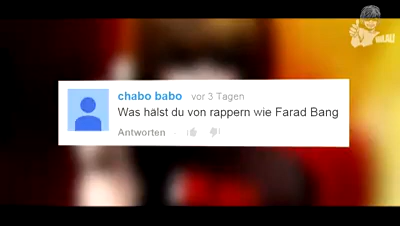 chabo babo vor 3 Tagen
Was hälst du von rappern wie Farad Bang
Antworten